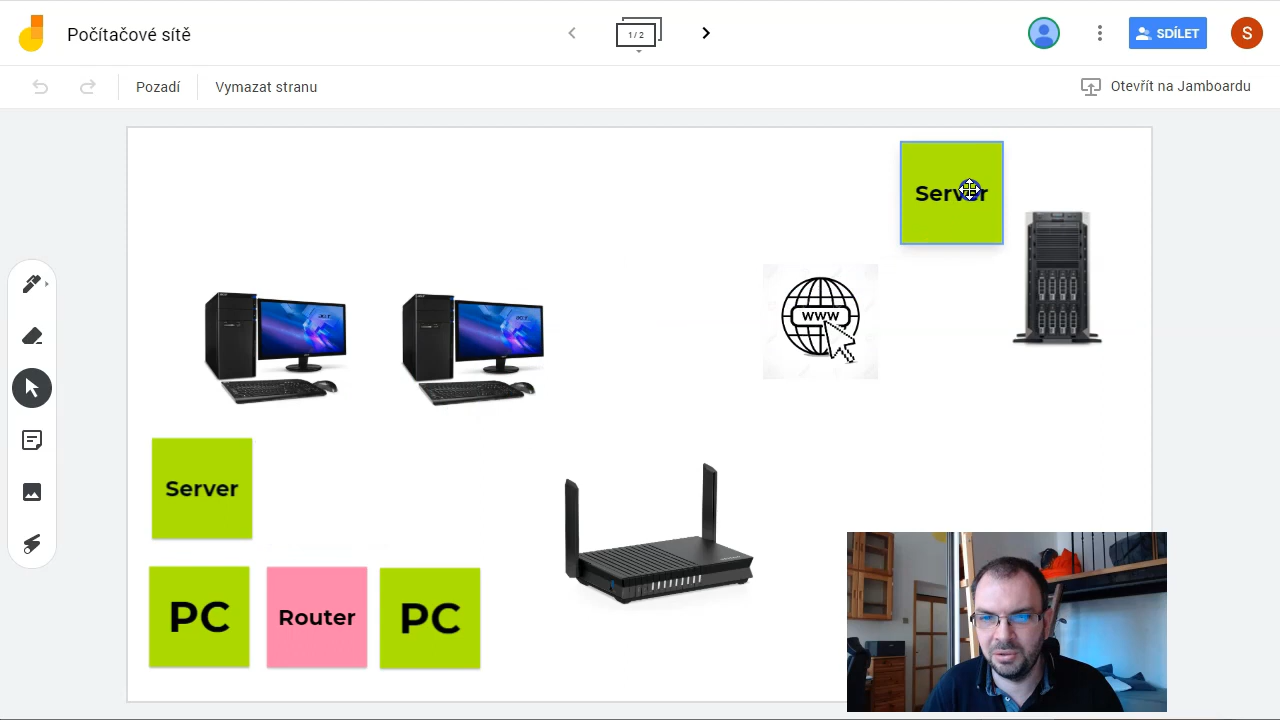 Počítačové sítě
1 / 2
SDÍLET
S
Pozadí
Vymazat stranu
Otevřít na Jamboardu
Server
www
Server
PC
Router
PC